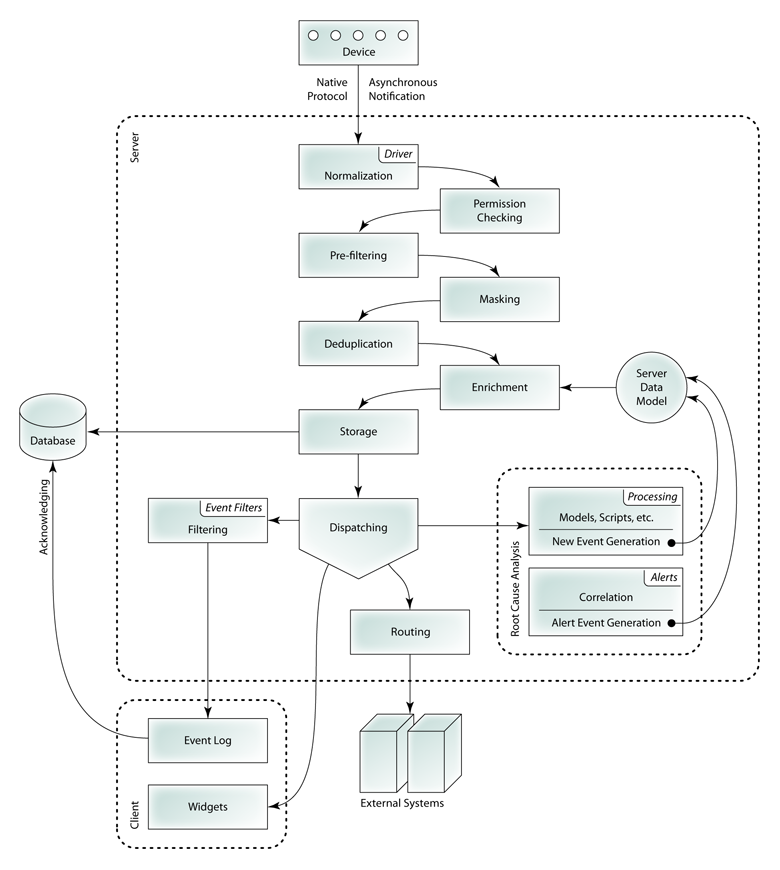 Device
Native
Protocol
Asynchronous
Notification
Server
Driver
Normalization
Permission
Checking
Pre-filtering
Masking
Deduplication
Enrichment
Server
Data
Model
Storage
Database
Acknowledging
Event Filters
Filtering
Dispatching
Root Cause Analysis
Processing
Models, Scripts, etc.
New Event Generation
Alerts
Correlation
Alert Event Generation
Routing
Client
Event Log
Widgets
External Systems